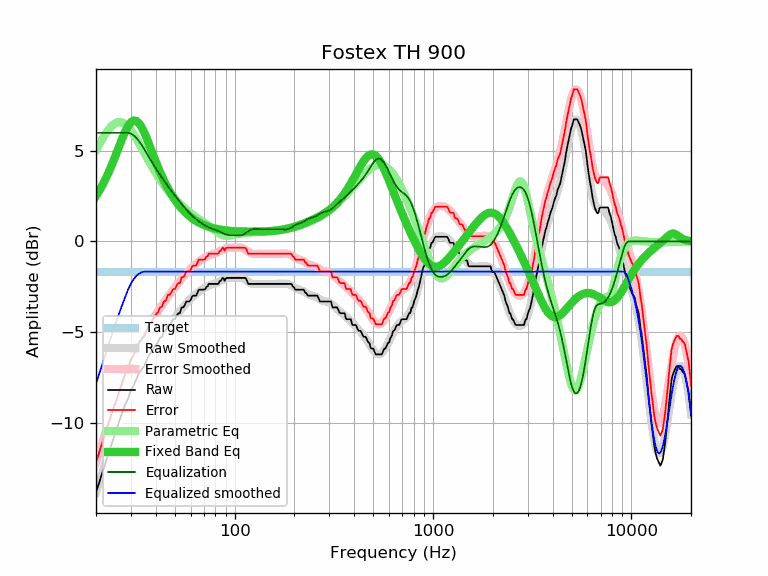 Fostex TH 900
Amplitude (dBr)
5
0
−5
−10
Target
Raw Smoothed
Error Smoothed
Raw
Error
Parametric Eq
Fixed Band Eq
Equalization
Equalized smoothed
100
1000
10000
Frequency (Hz)